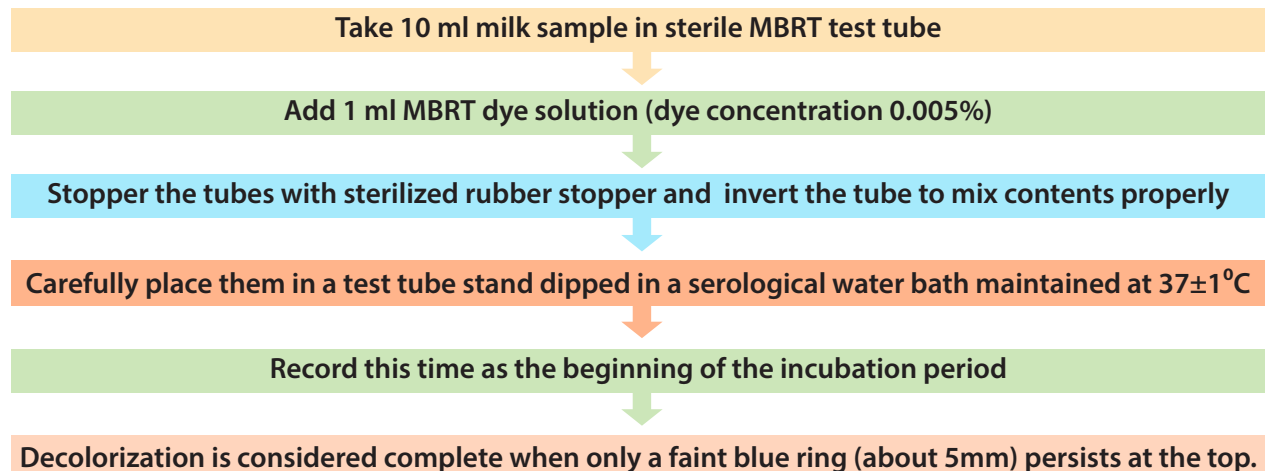 Take 10 ml milk sample in sterile MBRT test tube
Add 1 ml MBRT dye solution (dye concentration 0.005%)
Stopper the tubes with sterilized rubber stopper and invert the tube to mix contents properly
Carefully place them in a test tube stand dipped in a serological water bath maintained at 37±1⁰C
Record this time as the beginning of the incubation period
Decolorization is considered complete when only a faint blue ring (about 5mm) persists at the top.